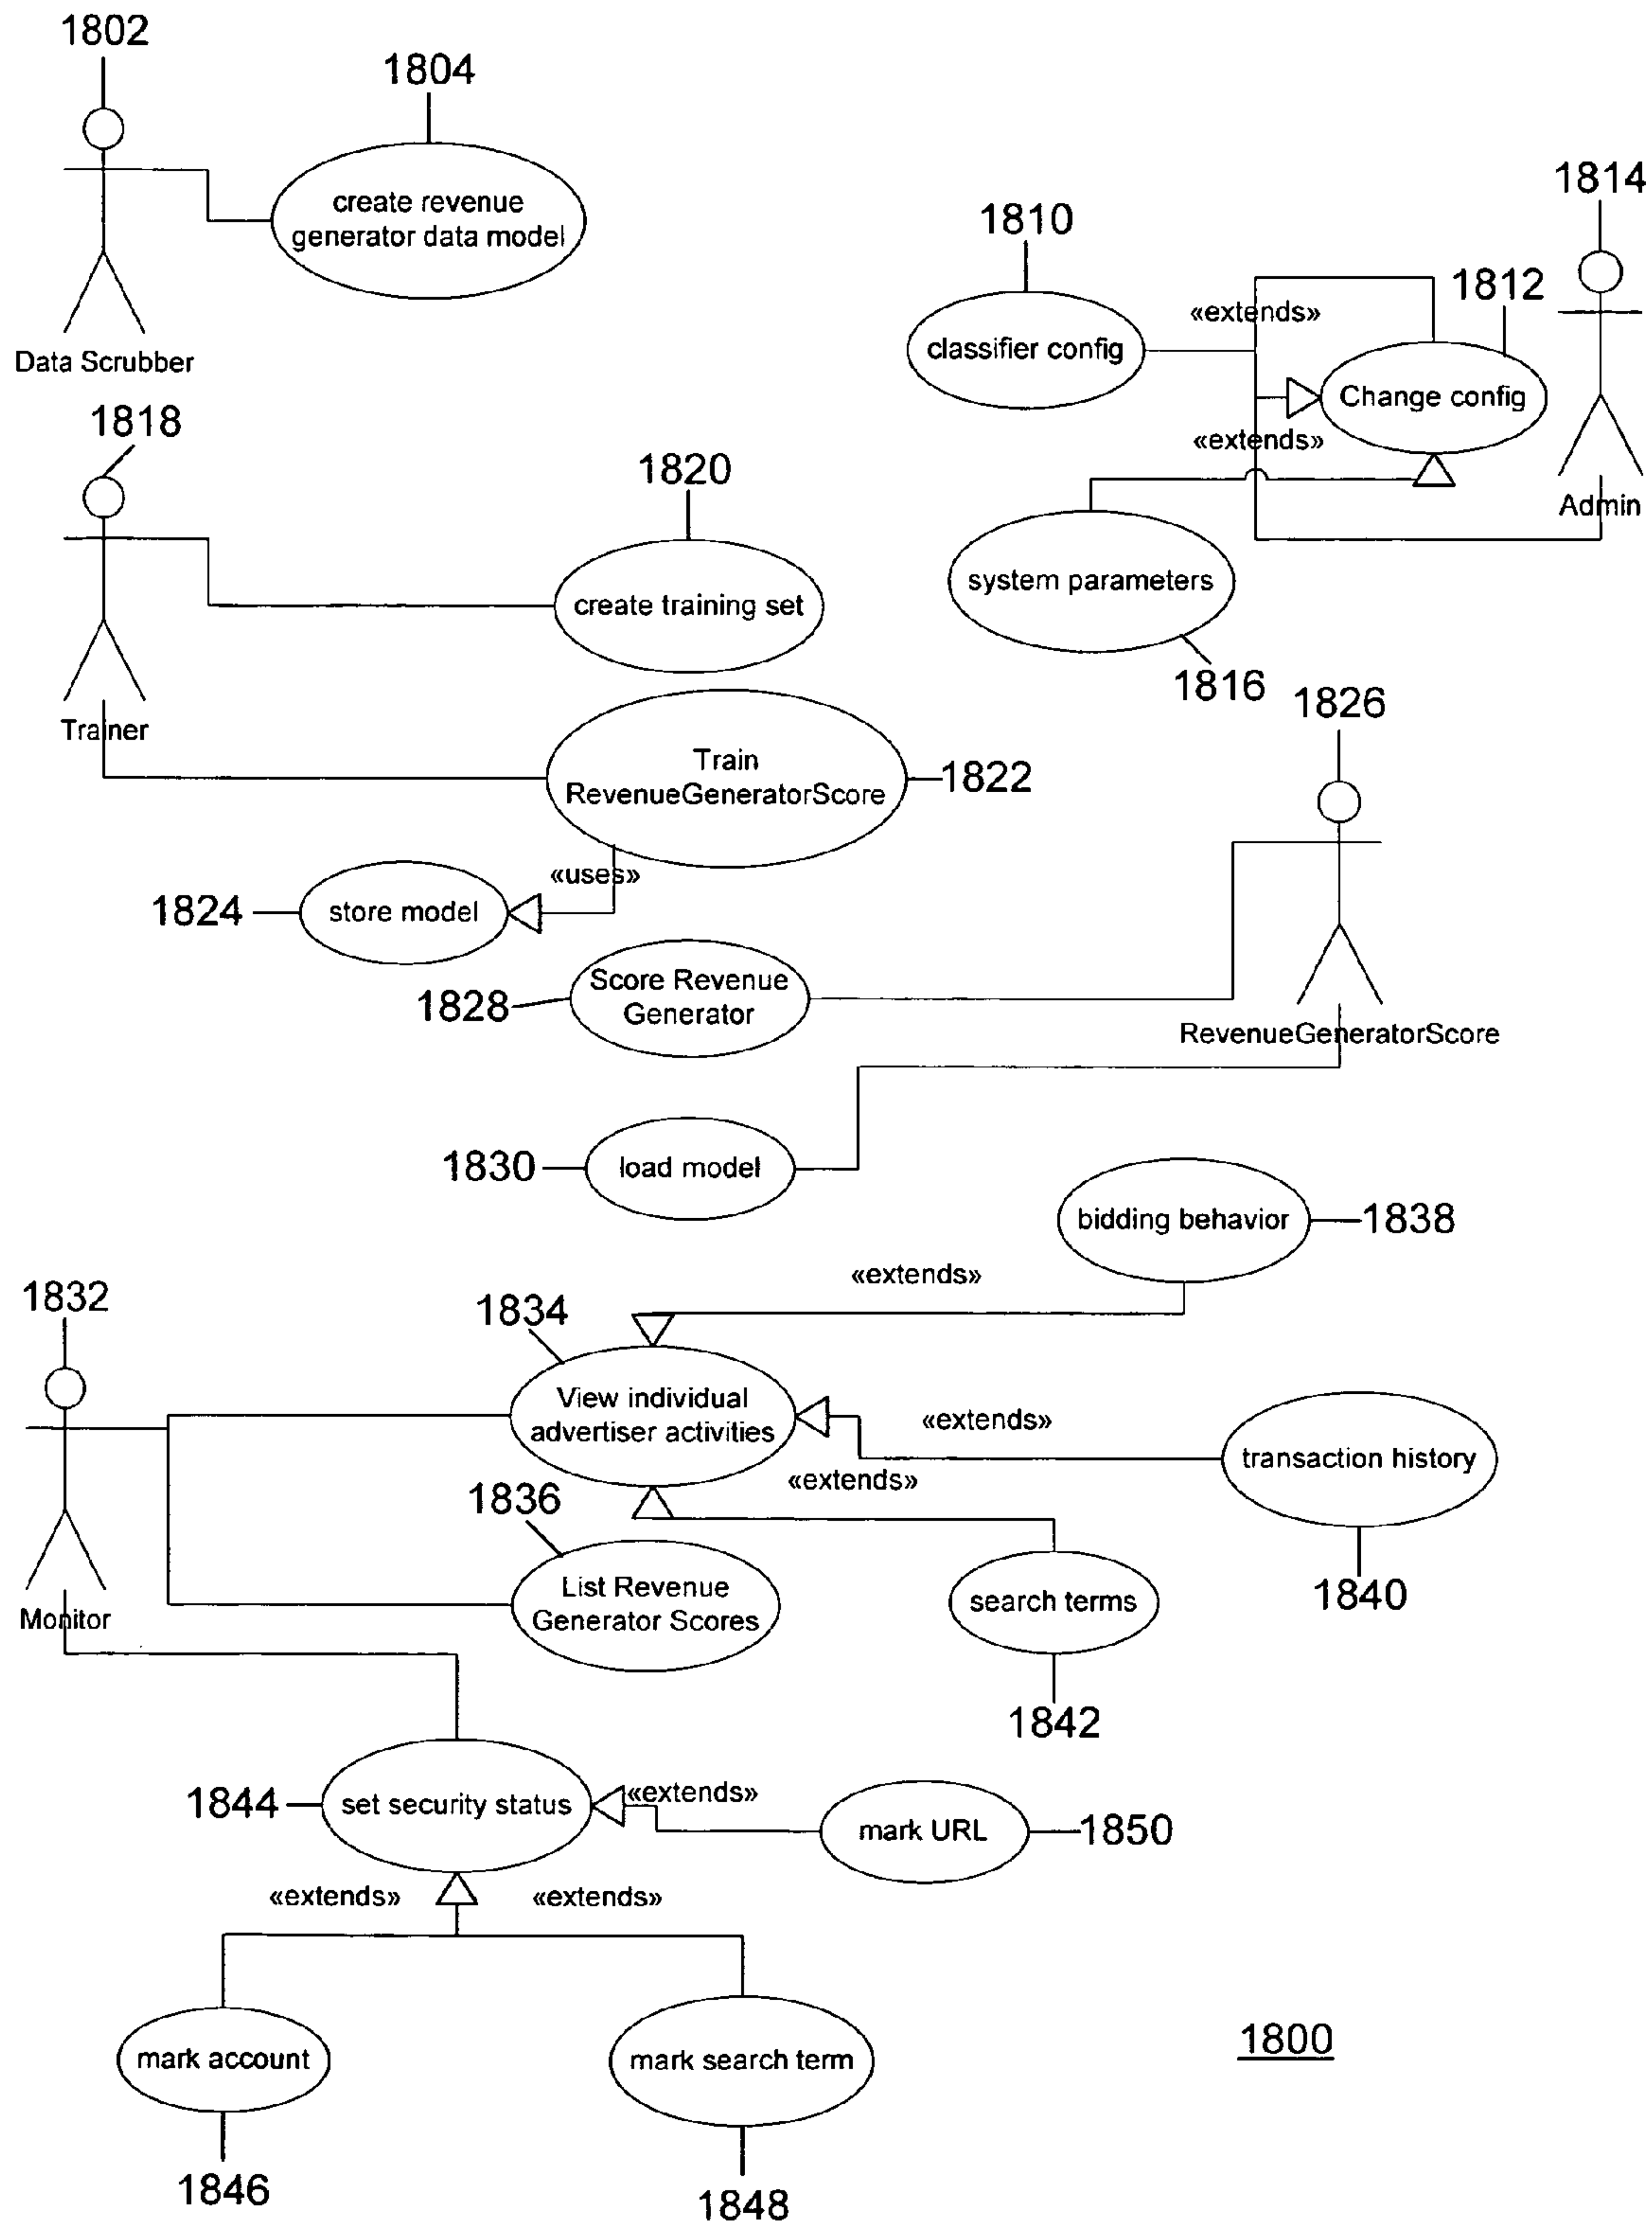 1802
1804
create revenue
generator data model
Data Scrubber
1814
1810
1812
«extends»
classifier config
Change config
«extends»
Admin
system parameters
1816
1818
1820
create training set
Trainer
Train
RevenueGeneratorScore
1822
«uses»
1824
store model
1826
Score Revenue
Generator
1828
RevenueGeneratorScore
1830
load model
bidding behavior
1838
«extends»
1832
1834
View individual
advertiser activities
«extends»
transaction history
«extends»
1836
List Revenue
Generator Scores
search terms
1840
Monitor
1842
1844
set security status
«extends»
mark URL
1850
«extends»
«extends»
mark account
mark search term
1800
1846
1848